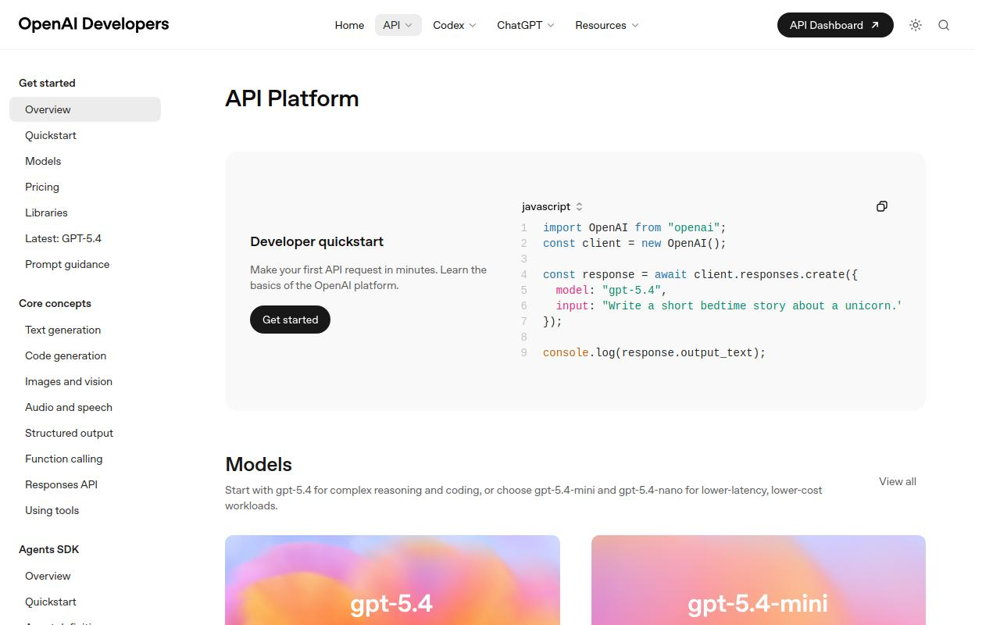 OpenAI Developers
Home
API
Codex
ChatGPT
Resources
API Dashboard
Get started
Overview
Quickstart
Models
Pricing
Libraries
Latest: GPT-5.4
Prompt guidance
Core concepts
Text generation
Code generation
Images and vision
Audio and speech
Structured output
Function calling
Responses API
Using tools
Agents SDK
Overview
Quickstart
API Platform
Developer quickstart
Make your first API request in minutes. Learn the
basics of the OpenAI platform.
Get started
javascript
1 import OpenAI from "openai";
2 const client = new OpenAI();
3
4 const response = await client.responses.create({
5 model: "gpt-5.4",
6 input: "Write a short bedtime story about a unicorn.'
7 });
8
9 console.log(response.output_text);
Models
Start with gpt-5.4 for complex reasoning and coding, or choose gpt-5.4-mini and gpt-5.4-nano for lower-latency, lower-cost
workloads.
View all
gpt-5.4
gpt-5.4-mini